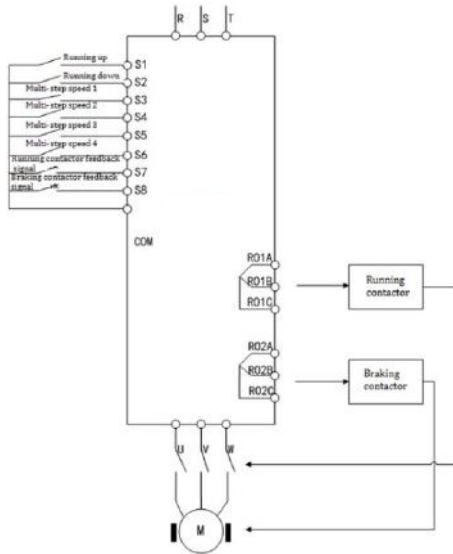 R S T
Running up
S1
Running down
S2
Multi-step speed 1
S3
Multi-step speed 2
S4
Multi-step speed 3
S5
Multi-step speed 4
S6
Running contactor feedback
signal
S7
Braking contactor feedback
signal
S8
COM
RO1A
RO1B
RO1C
Running
contactor
RO2A
RO2B
RO2C
Braking
contactor
U V W
M